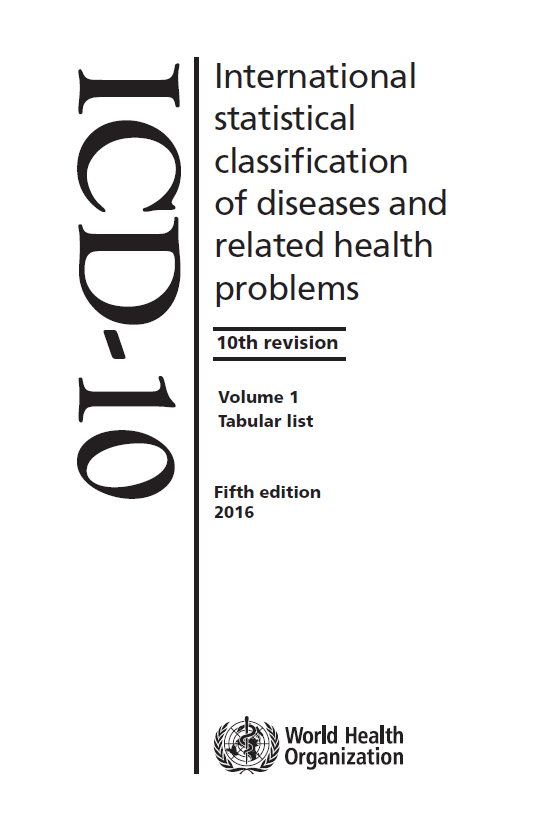 ICD-10
International
statistical
classification
of diseases and
related health
problems
10th revision
Volume 1
Tabular list
Fifth edition
2016
World Health
Organization